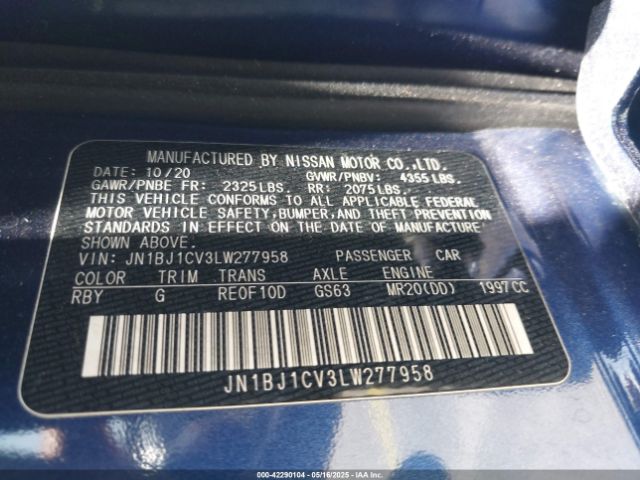 MANUFACTURED BY NISSAN MOTOR CO.,LTD.
DATE: 10/20 GVWR/PNBV: 4355 LBS.
GAWR/PNBE FR: 2325 LBS. RR: 2075 LBS.
THIS VEHICLE CONFORMS TO ALL APPLICABLE FEDERAL
MOTOR VEHICLE SAFETY, BUMPER, AND THEFT PREVENTION
STANDARDS IN EFFECT ON THE DATE OF MANUFACTURE
SHOWN ABOVE.
VIN: JN1BJ1CV3LW277958 PASSENGER CAR
COLOR TRIM TRANS AXLE ENGINE
RBY G RE0F10D GS63 MR20(DD) 1997CC
JN1BJ1CV3LW277958
000-42290104 - 05/16/2025 - IAAI.COM